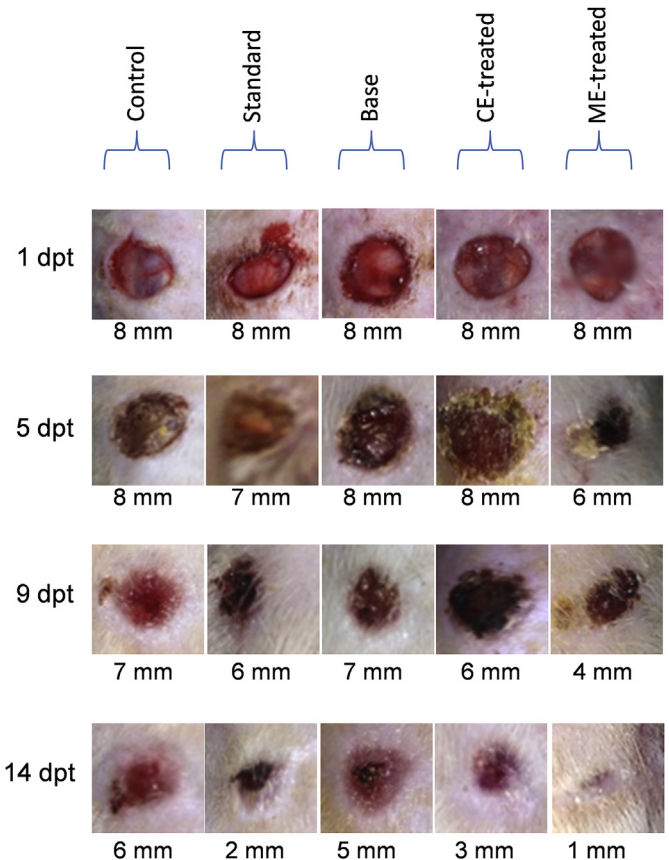 Control Standard Base CE-treated ME-treated
1 dpt
8 mm 8 mm 8 mm 8 mm 8 mm
5 dpt
8 mm 7 mm 8 mm 8 mm 6 mm
9 dpt
7 mm 6 mm 7 mm 6 mm 4 mm
14 dpt
6 mm 2 mm 5 mm 3 mm 1 mm